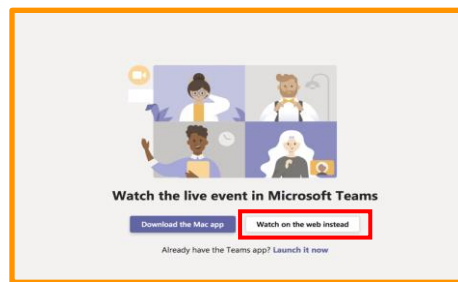 Watch the live event in Microsoft Teams
Download the Mac app Watch on the web instead
Already have the Teams app? Launch it now